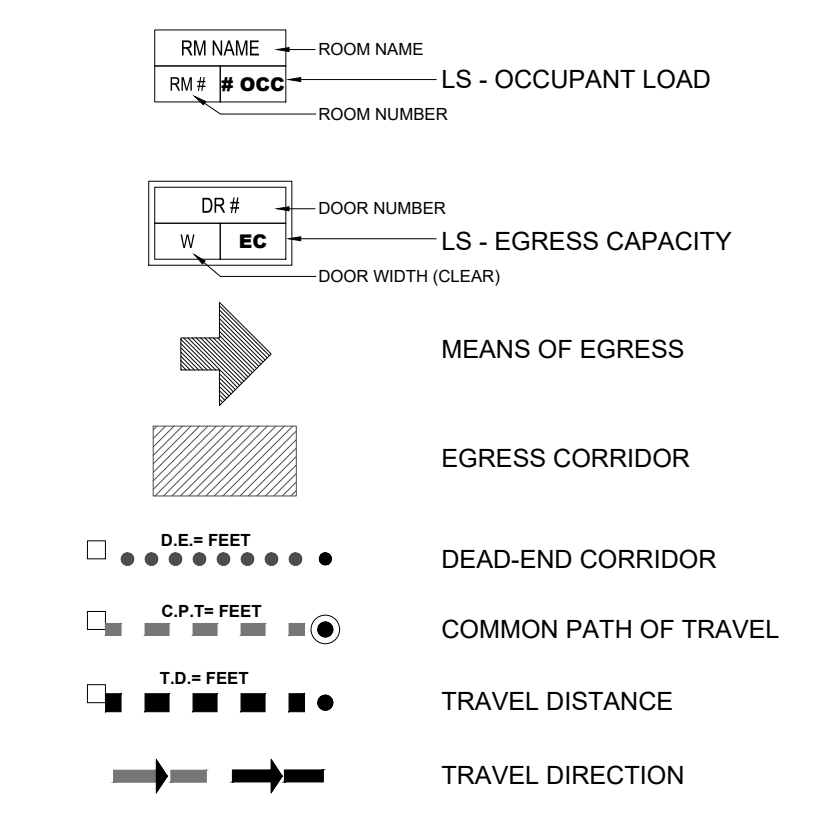 RM NAME
ROOM NAME
RM # # OCC
LS - OCCUPANT LOAD
ROOM NUMBER
DR #
DOOR NUMBER
W EC
LS - EGRESS CAPACITY
DOOR WIDTH (CLEAR)
MEANS OF EGRESS
EGRESS CORRIDOR
D.E.= FEET
DEAD-END CORRIDOR
C.P.T= FEET
COMMON PATH OF TRAVEL
T.D.= FEET
TRAVEL DISTANCE
TRAVEL DIRECTION